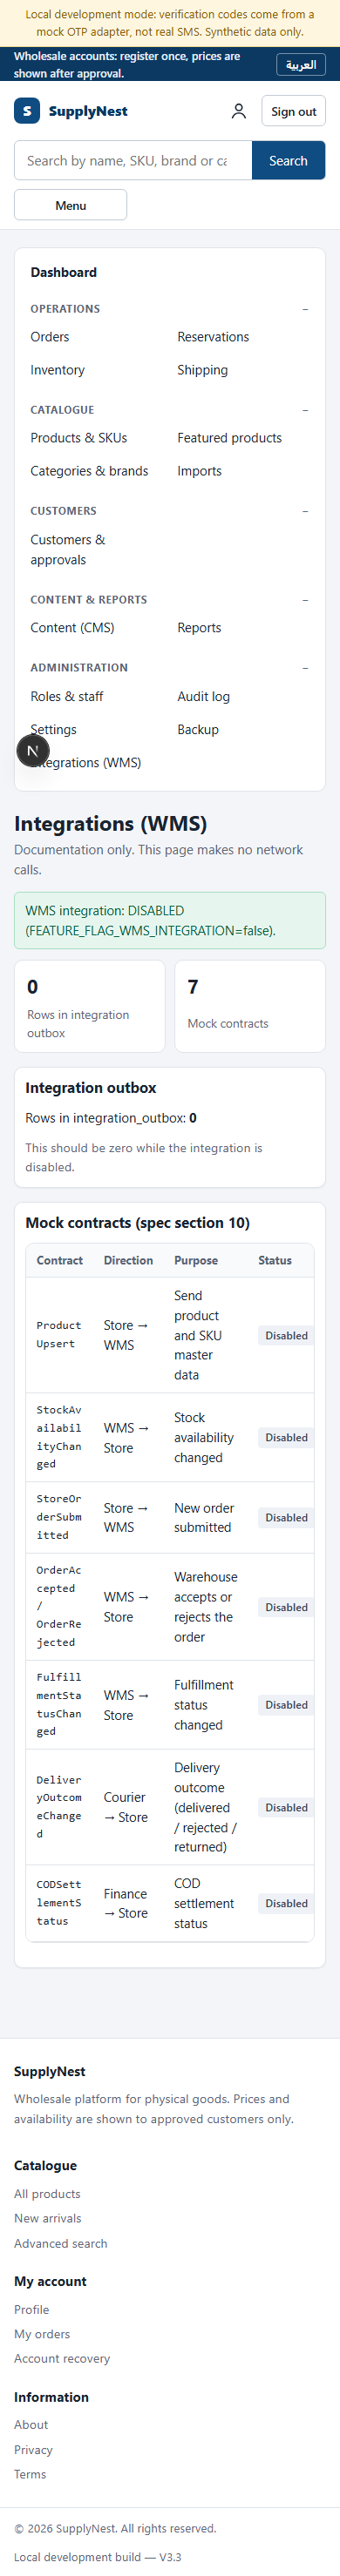 Local development mode: verification codes come from a
mock OTP adapter, not real SMS. Synthetic data only.
Wholesale accounts: register once, prices are
shown after approval.
العربية
S
SupplyNest
Sign out
Search by name, SKU, brand or ca
Search
Menu
Dashboard
OPERATIONS –
Orders
Reservations
Inventory
Shipping
CATALOGUE –
Products & SKUs
Featured products
Categories & brands
Imports
CUSTOMERS –
Customers &
approvals
CONTENT & REPORTS –
Content (CMS)
Reports
ADMINISTRATION –
Roles & staff
Audit log
Settings
Backup
N
tegrations (WMS)
Integrations (WMS)
Documentation only. This page makes no network
calls.
WMS integration: DISABLED
(FEATURE_FLAG_WMS_INTEGRATION=false).
0
Rows in integration
outbox
7
Mock contracts
Integration outbox
Rows in integration_outbox: 0
This should be zero while the integration is
disabled.
Mock contracts (spec section 10)
Contract Direction Purpose Status
Product
Upsert
Store →
WMS
Send
product
and SKU
master
data
Disabled
StockAv
ailabil
ityChan
ged
WMS →
Store
Stock
availability
changed
Disabled
StoreOr
derSubm
itted
Store →
WMS
New order
submitted
Disabled
OrderAc
cepted
/
OrderRe
jected
WMS →
Store
Warehouse
accepts or
rejects the
order
Disabled
Fulfill
mentSta
tusChan
ged
WMS →
Store
Fulfillment
status
changed
Disabled
Deliver
yOutcom
eChange
d
Courier
→ Store
Delivery
outcome
(delivered
/ rejected /
returned)
Disabled
CODSett
lementS
tatus
Finance
→ Store
COD
settlement
status
Disabled
SupplyNest
Wholesale platform for physical goods. Prices and
availability are shown to approved customers only.
Catalogue
All products
New arrivals
Advanced search
My account
Profile
My orders
Account recovery
Information
About
Privacy
Terms
© 2026 SupplyNest. All rights reserved.
Local development build — V3.3